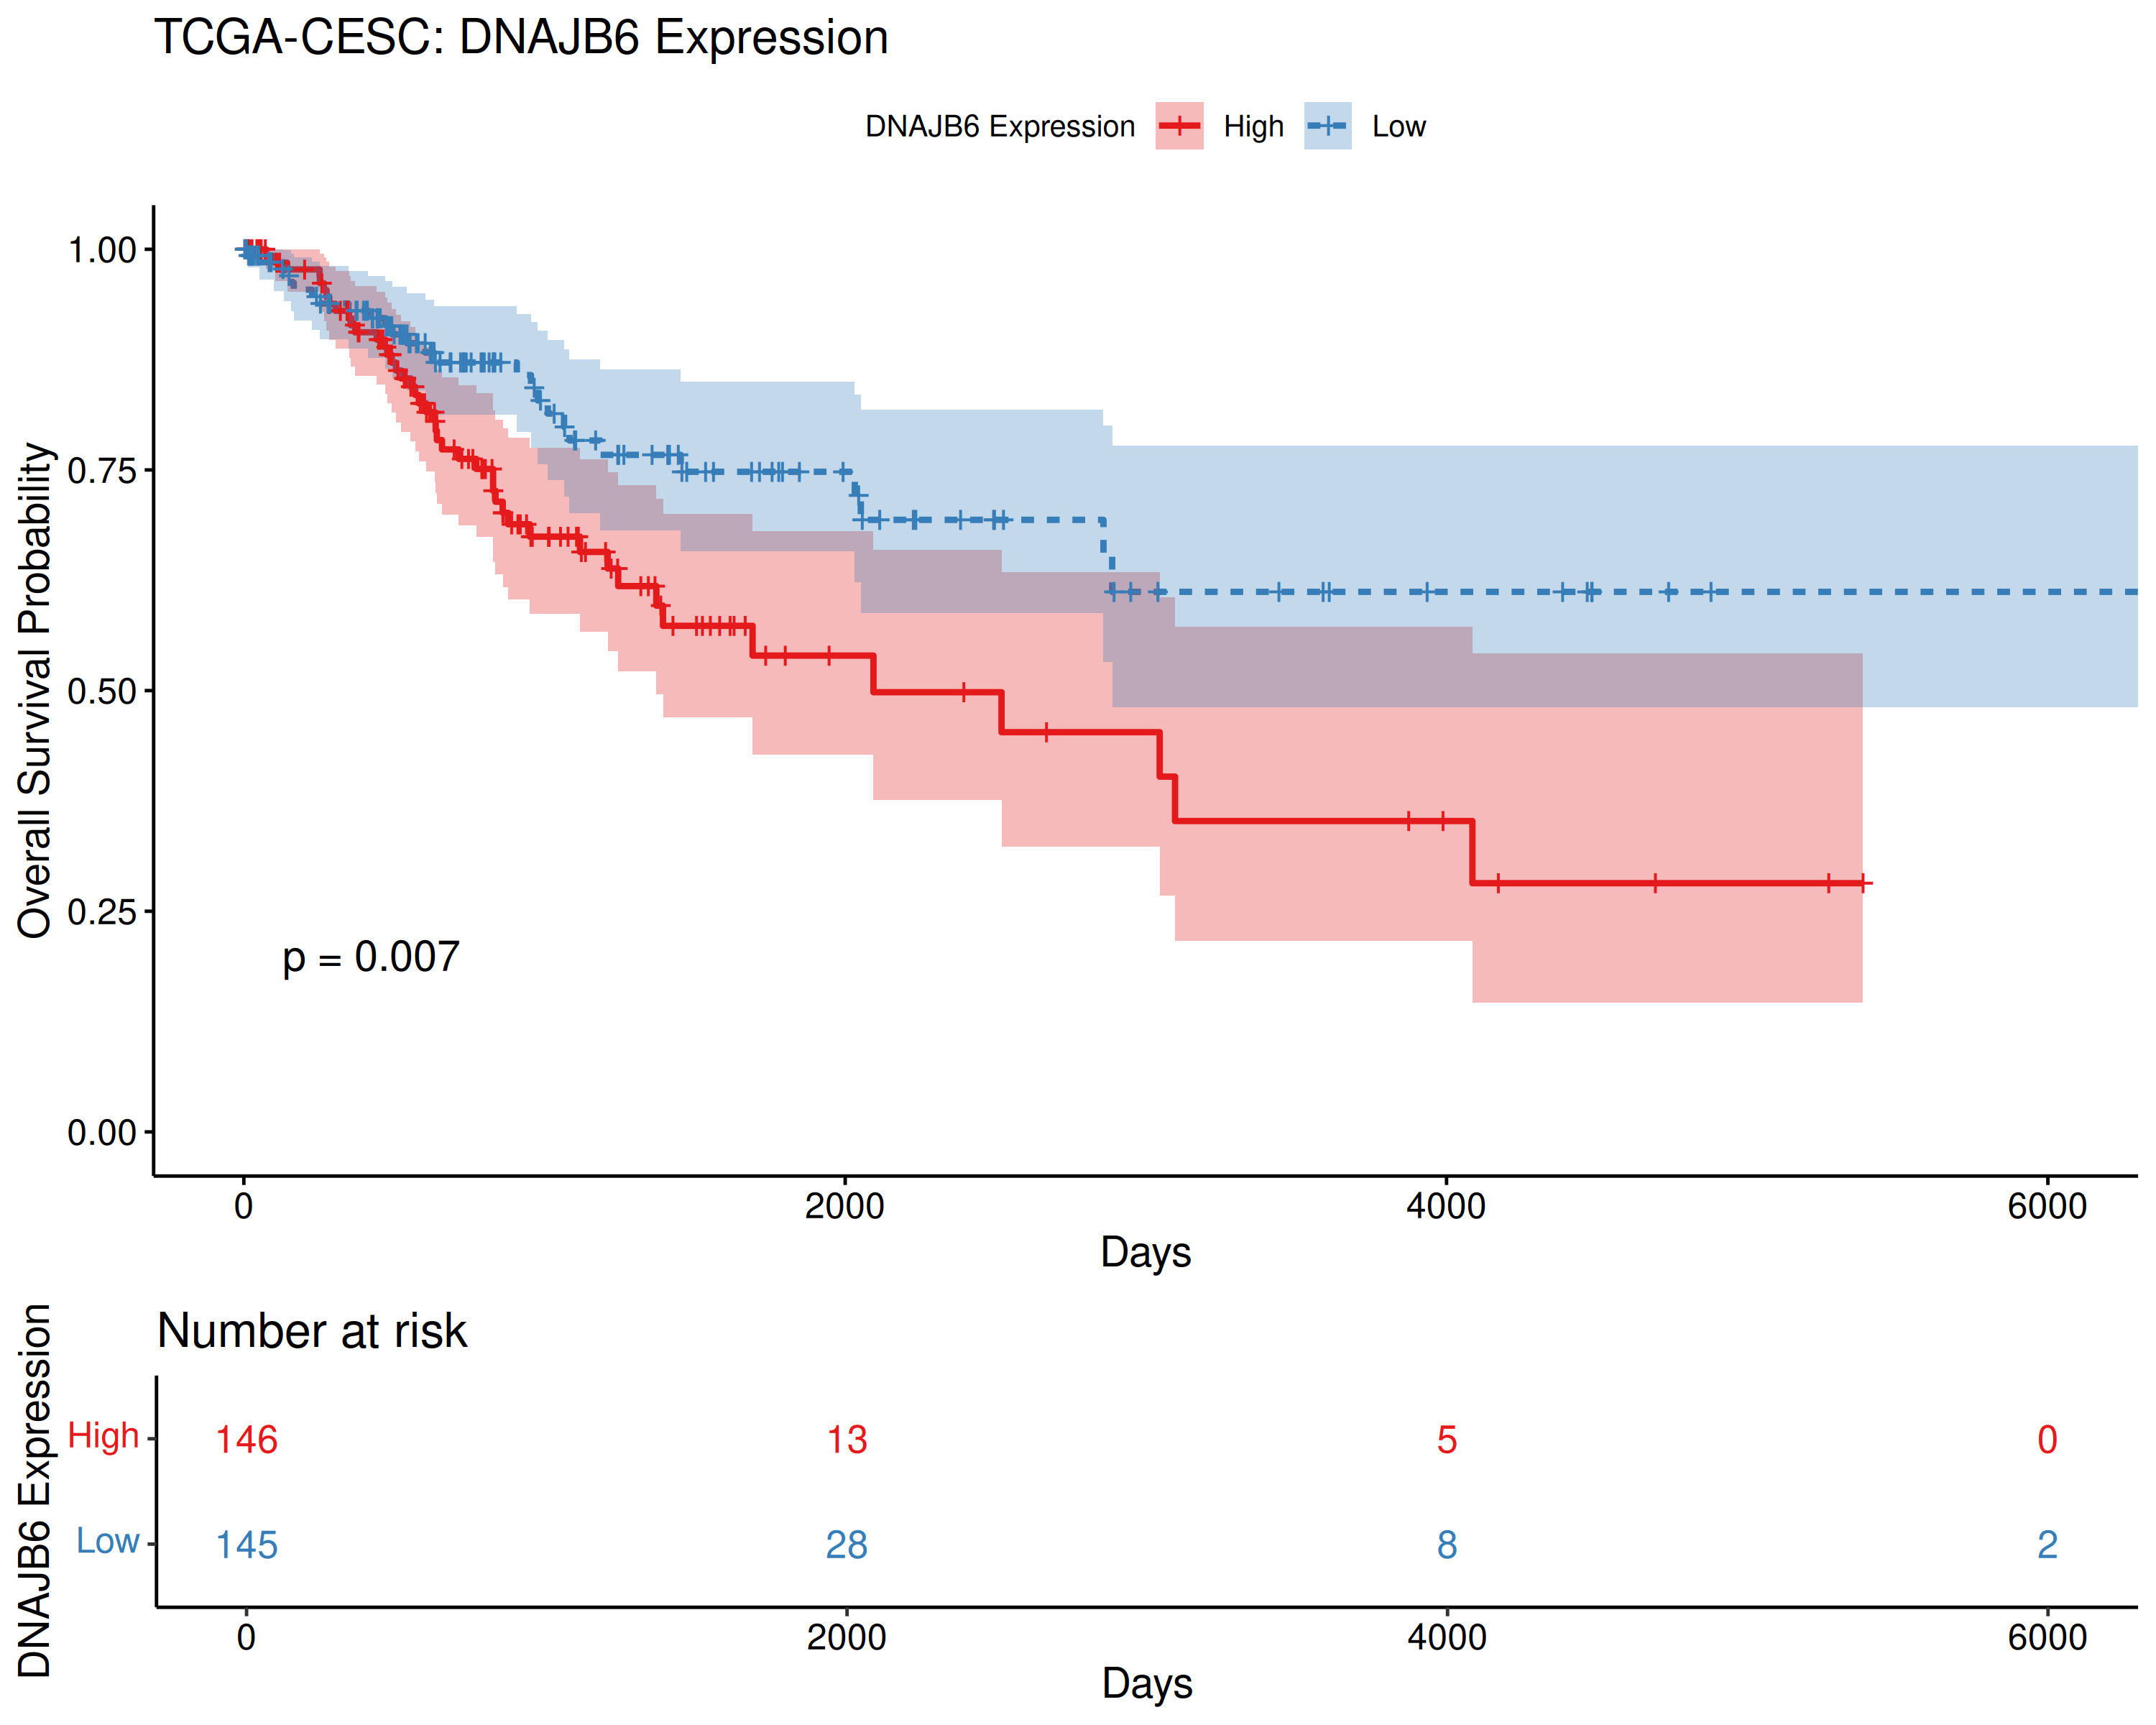 TCGA-CESC: DNAJB6 Expression
DNAJB6 Expression High Low
Overall Survival Probability
1.00
0.75
0.50
0.25
0.00
p = 0.007
0 2000 4000 6000
Days
Number at risk
DNAJB6 Expression
High 146 13 5 0
Low 145 28 8 2
0 2000 4000 6000
Days